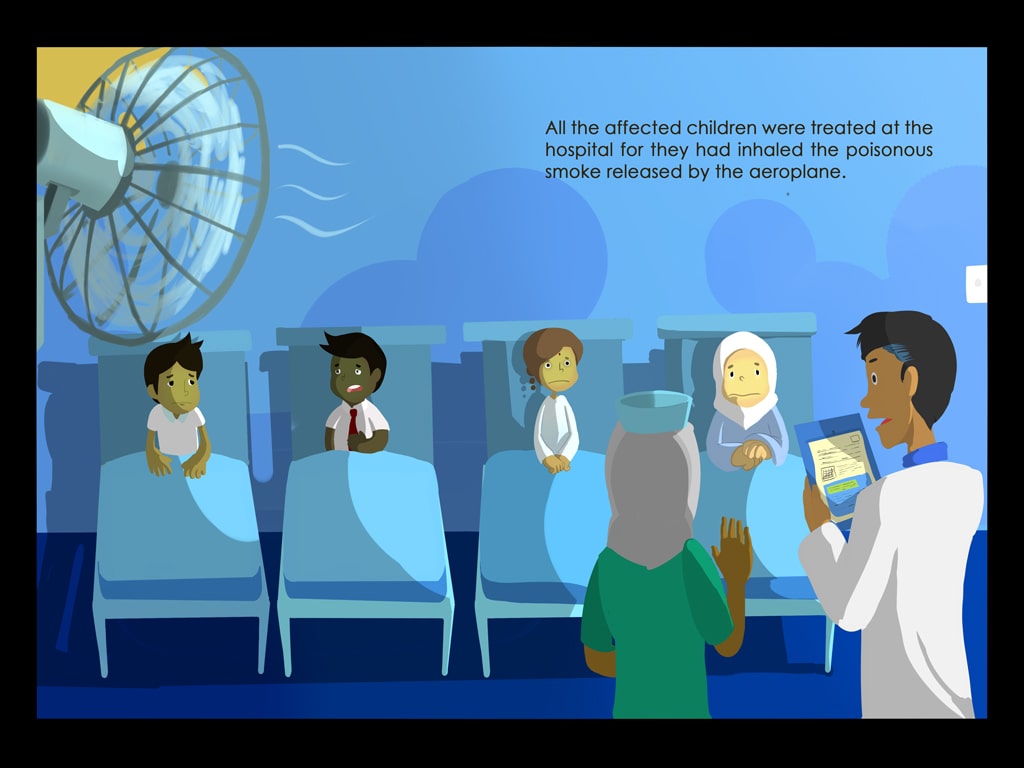 All the affected children were treated at the
hospital for they had inhaled the poisonous
smoke released by the aeroplane.